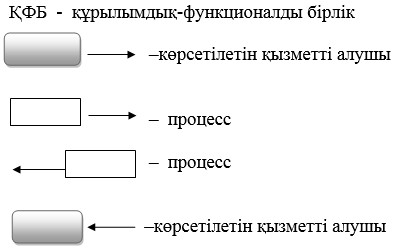 ҚФБ - құрылымдық-функционалды бірлік
–көрсетілетін қызметті алушы
– процесс
– процесс
–көрсетілетін қызметті алушы